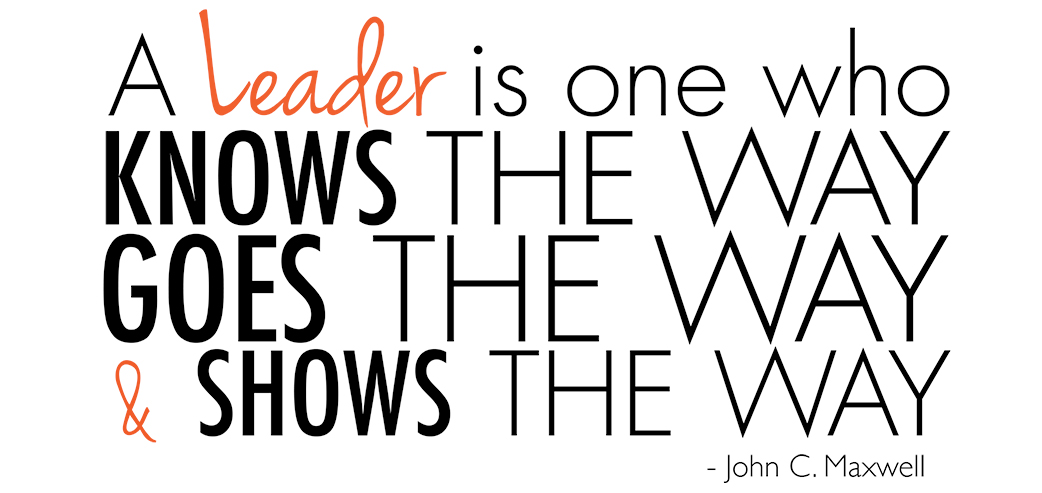 A Leader is one who
KNOWS THE WAY
GOES THE WAY
& SHOWS THE WAY
- John C. Maxwell